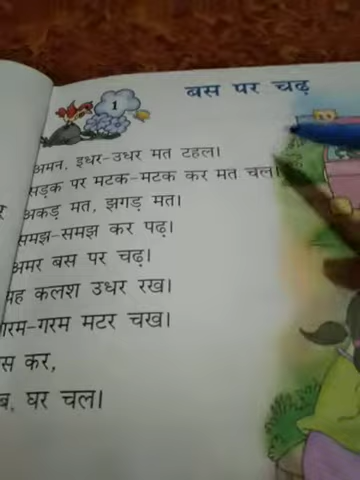 बस पर चढ़
1
अमन, इधर-उधर मत टहल।
सड़क पर मटक-मटक कर मत चल।
अकड़ मत, झगड़ मत।
समझ-समझ कर पढ़।
अमर बस पर चढ़।
यह कलश उधर रख।
गरम-गरम मटर चख।
कर,
घर चल।